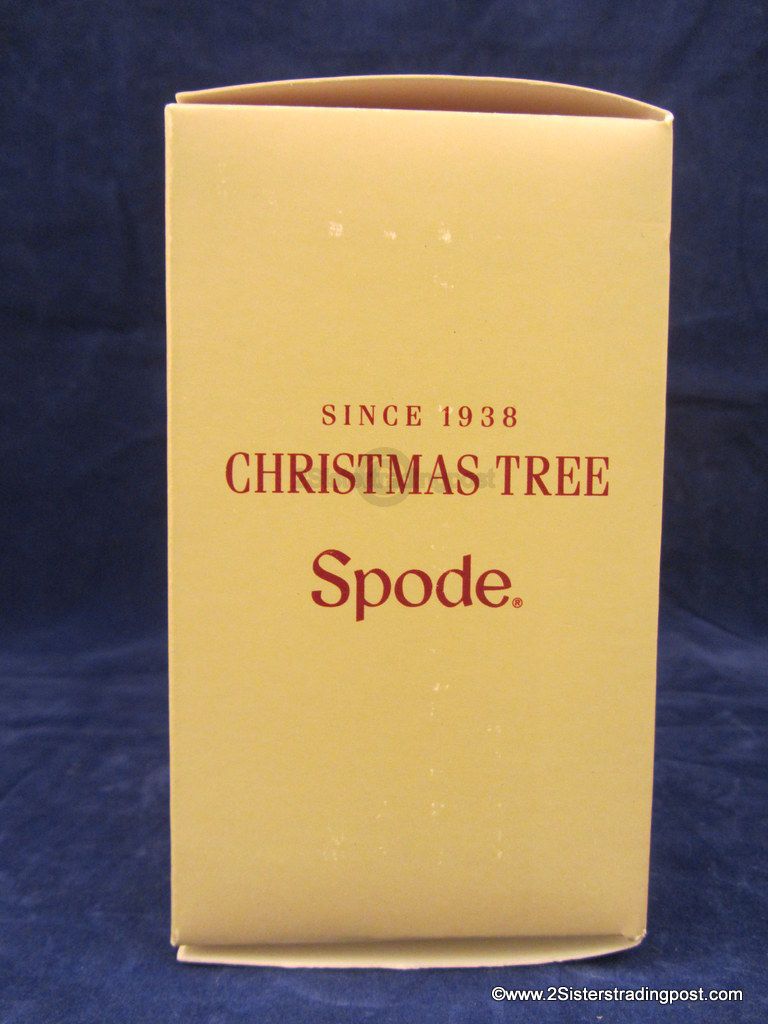 SINCE 1938
CHRISTMAS TREE
Spode®
©www.2Sisterstradingpost.com